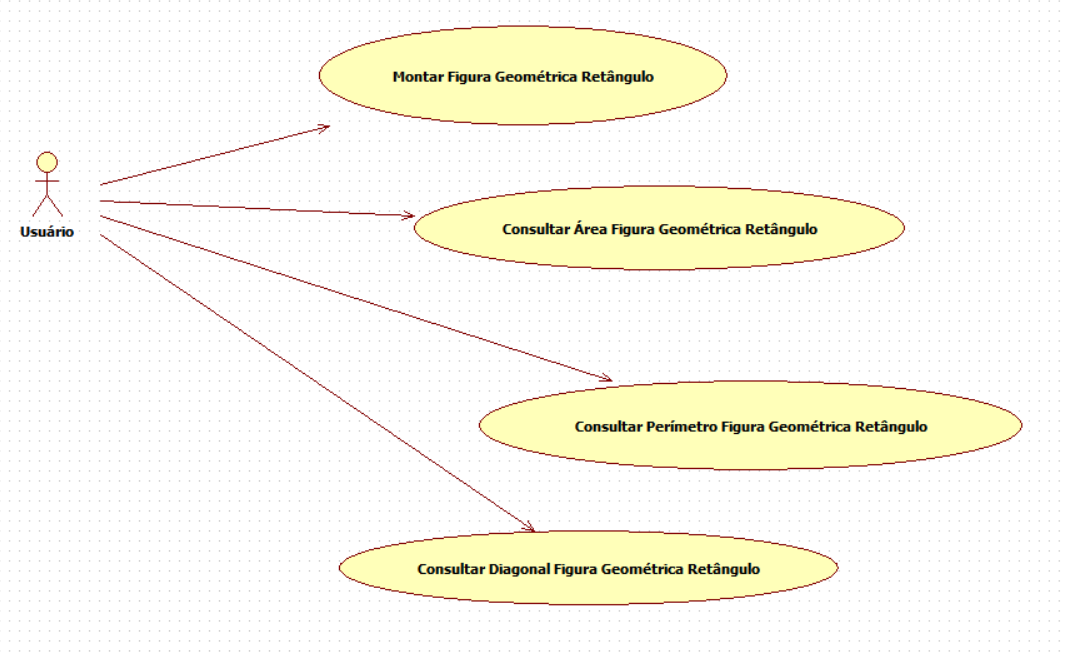 Montar Figura Geométrica Retângulo
Usuário
Consultar Área Figura Geométrica Retângulo
Consultar Perímetro Figura Geométrica Retângulo
Consultar Diagonal Figura Geométrica Retângulo